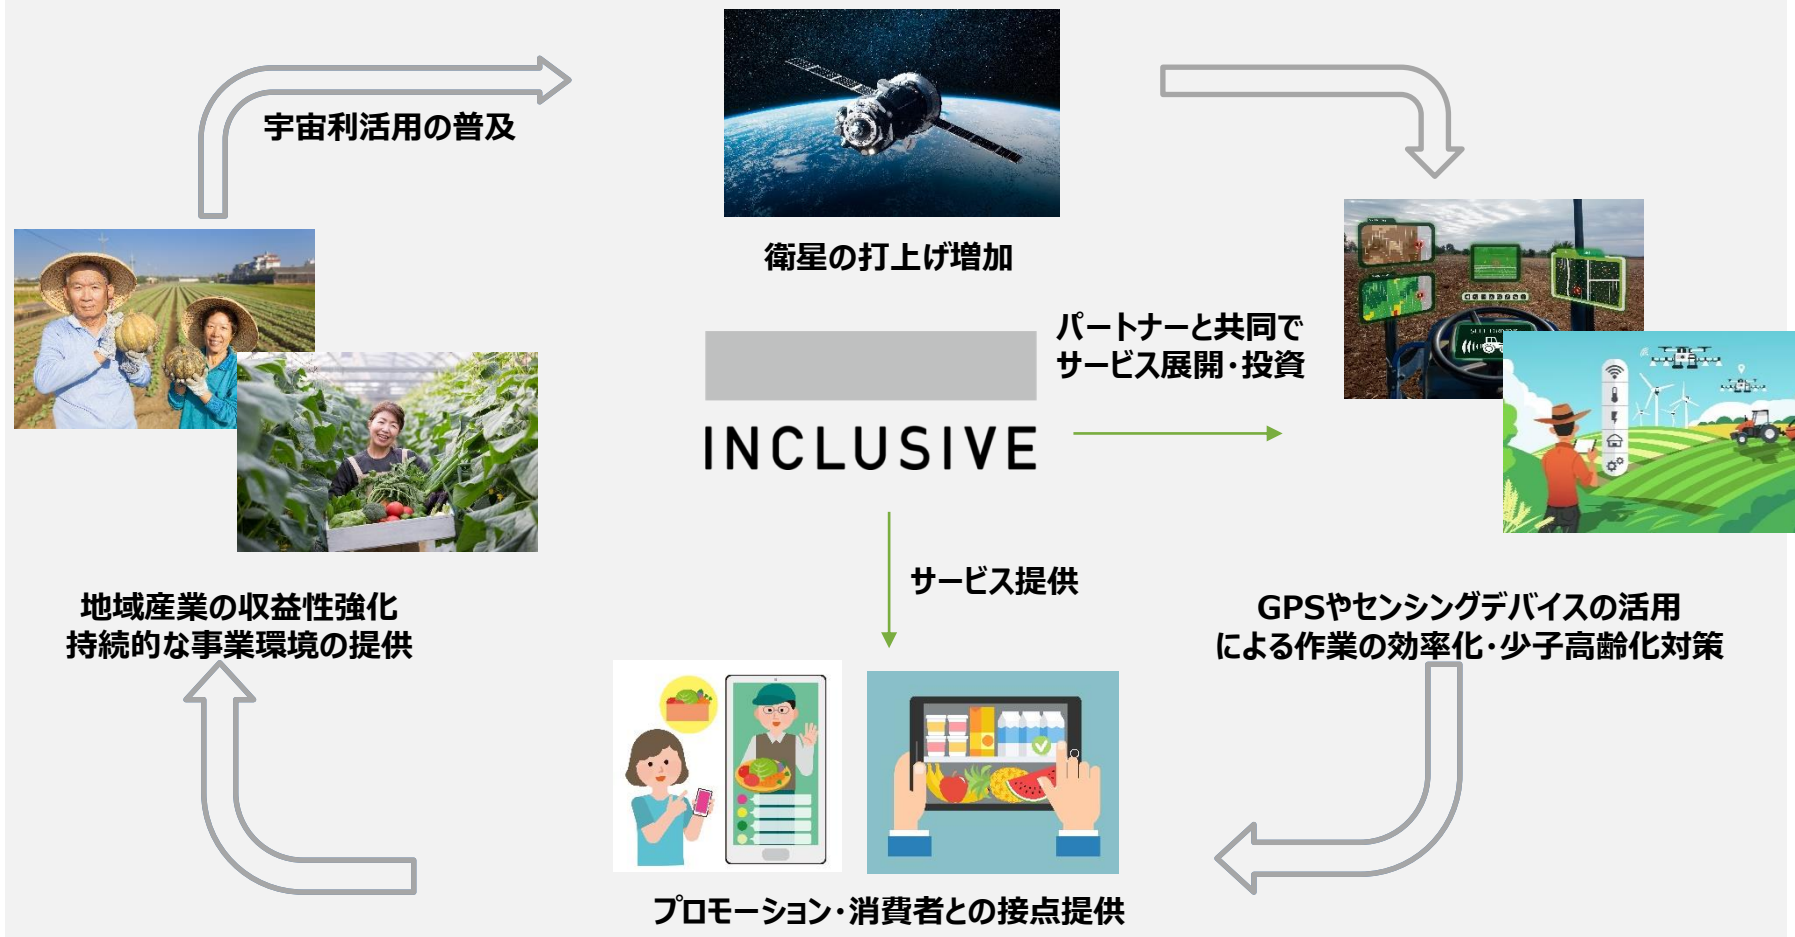 宇宙利活用の普及
衛星の打上げ増加
パートナーと共同で
サービス展開・投資
INCLUSIVE
サービス提供
地域産業の収益性強化
持続的な事業環境の提供
GPSやセンシングデバイスの活用
による作業の効率化・少子高齢化対策
プロモーション・消費者との接点提供